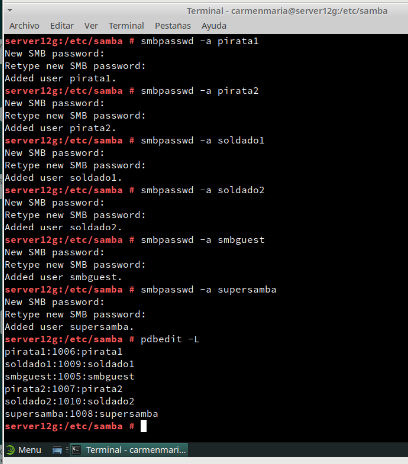 Terminal - carmenmaria@server12g:/etc/samba
Archivo Editar Ver Terminal Pestañas Ayuda
server12g:/etc/samba # smbpasswd -a pirata1
New SMB password:
Retype new SMB password:
Added user pirata1.
server12g:/etc/samba # smbpasswd -a pirata2
New SMB password:
Retype new SMB password:
Added user pirata2.
server12g:/etc/samba # smbpasswd -a soldado1
New SMB password:
Retype new SMB password:
Added user soldado1.
server12g:/etc/samba # smbpasswd -a soldado2
New SMB password:
Retype new SMB password:
Added user soldado2.
server12g:/etc/samba # smbpasswd -a smbguest
New SMB password:
Retype new SMB password:
Added user smbguest.
server12g:/etc/samba # smbpasswd -a supersamba
New SMB password:
Retype new SMB password:
Added user supersamba.
server12g:/etc/samba # pdbedit -L
pirata1:1006:pirata1
soldado1:1009:soldado1
smbguest:1005:smbguest
pirata2:1007:pirata2
soldado2:1010:soldado2
supersamba:1008:supersamba
server12g:/etc/samba #
Menu Terminal - carmenmaria...